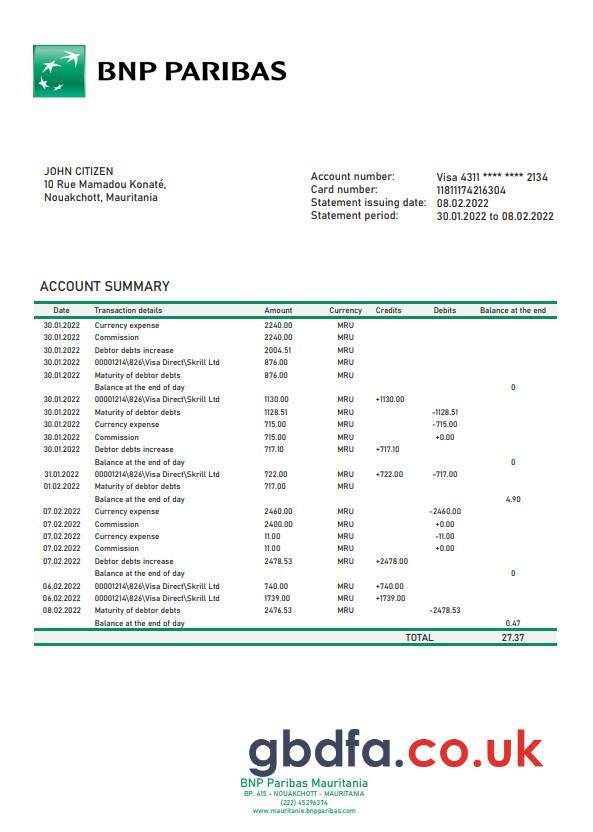 BNP PARIBAS
JOHN CITIZEN
10 Rue Mamadou Konaté,
Nouakchott, Mauritania
Account number: Visa 4311 **** **** 2134
Card number: 11811174216304
Statement issuing date: 08.02.2022
Statement period: 30.01.2022 to 08.02.2022
ACCOUNT SUMMARY
Date Transaction details Amount Currency Credits Debits Balance at the end
30.01.2022 Currency expense 2240.00 MRU
30.01.2022 Commission 2240.00 MRU
30.01.2022 Debtor debts increase 2004.51 MRU
30.01.2022 00001214\826\Visa Direct\Skrill Ltd 876.00 MRU
30.01.2022 Maturity of debtor debts 876.00 MRU
Balance at the end of day 0
30.01.2022 00001214\826\Visa Direct\Skrill Ltd 1130.00 MRU +1130.00
30.01.2022 Maturity of debtor debts 1128.51 MRU -1128.51
30.01.2022 Currency expense 715.00 MRU -715.00
30.01.2022 Commission 715.00 MRU +0.00
30.01.2022 Debtor debts increase 717.10 MRU +717.10
Balance at the end of day 0
31.01.2022 00001214\826\Visa Direct\Skrill Ltd 722.00 MRU +722.00 -717.00
01.02.2022 Maturity of debtor debts 717.00 MRU
Balance at the end of day 4.90
07.02.2022 Currency expense 2460.00 MRU -2460.00
07.02.2022 Commission 2400.00 MRU +0.00
07.02.2022 Currency expense 11.00 MRU -11.00
07.02.2022 Commission 11.00 MRU +0.00
07.02.2022 Debtor debts increase 2478.53 MRU +2478.00
Balance at the end of day 0
06.02.2022 00001214\826\Visa Direct\Skrill Ltd 740.00 MRU +740.00
06.02.2022 00001214\826\Visa Direct\Skrill Ltd 1739.00 MRU +1739.00
08.02.2022 Maturity of debtor debts 2476.53 MRU -2478.53
Balance at the end of day 0.47
TOTAL 27.37
gbdfa.co.uk
BNP Paribas Mauritania
BP. 415 - NOUAKCHOTT - MAURITANIA
(222) 45296374
www.mauritanie.bnpparibas.com